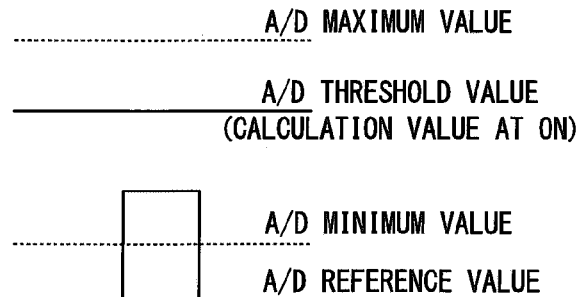 A/D MAXIMUM VALUE
A/D THRESHOLD VALUE
(CALCULATION VALUE AT ON)
A/D MINIMUM VALUE
A/D REFERENCE VALUE